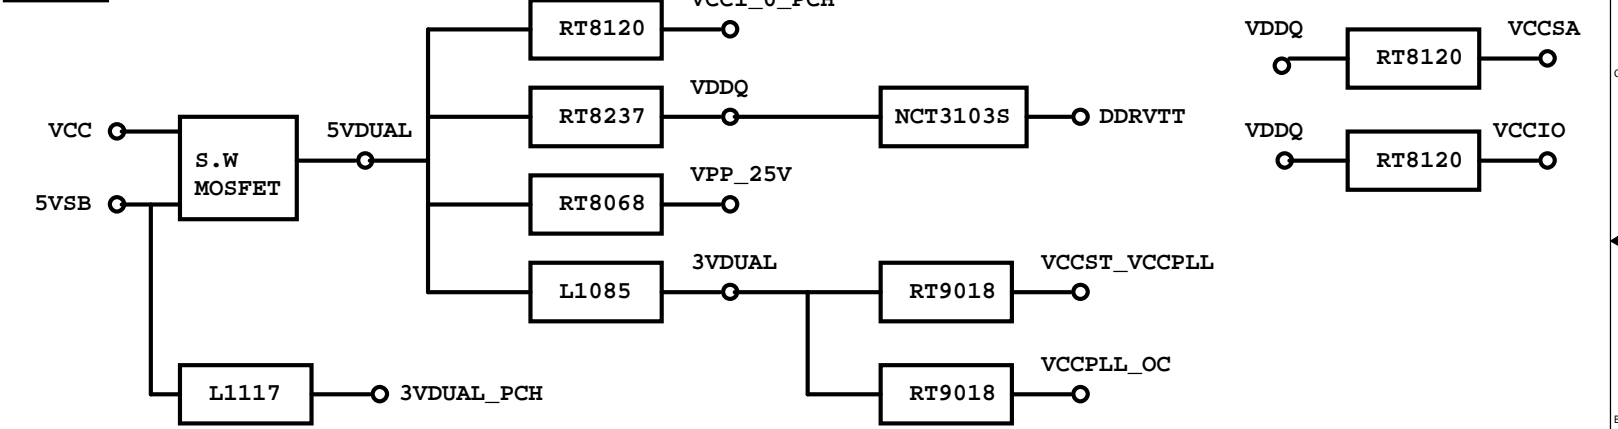 VCC1_0_PCH
RT8120
VDDQ
RT8120
VCCSA
5VDUAL
VDDQ
RT8237
NCT3103S
DDRVTT
VCC
S.W
MOSFET
VDDQ
RT8120
VCCIO
5VSB
VPP_25V
RT8068
3VDUAL
L1085
RT9018
VCCST_VCCPLL
L1117
3VDUAL_PCH
RT9018
VCCPLL_OC